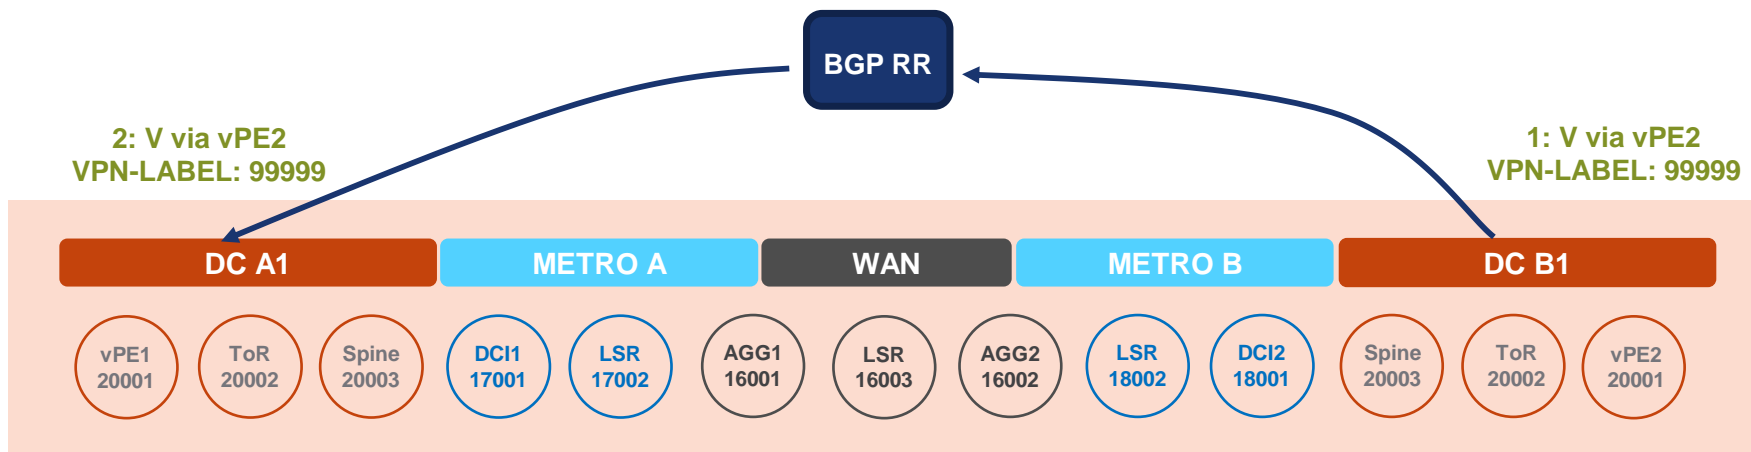 BGP RR
2: V via vPE2
VPN-LABEL: 99999
1: V via vPE2
VPN-LABEL: 99999
DC A1
METRO A
WAN
METRO B
DC B1
vPE1
20001
ToR
20002
Spine
20003
DCI1
17001
LSR
17002
AGG1
16001
LSR
16003
AGG2
16002
LSR
18002
DCI2
18001
Spine
20003
ToR
20002
vPE2
20001